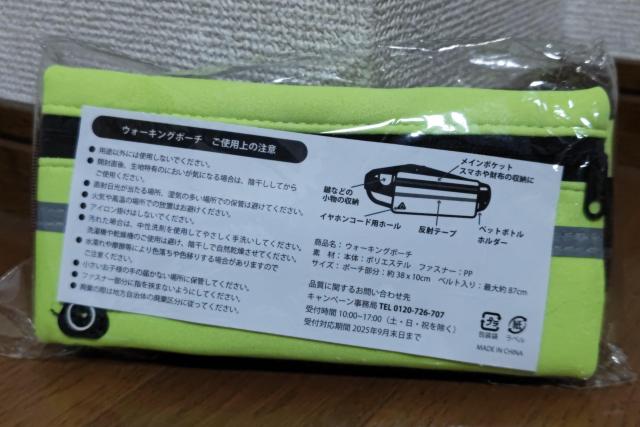 ウォーキングポーチ ご使用上の注意
●用途以外には使用しないでください。
●開封直後、生地特有のにおいが気になる場合は、陰干ししてから
ご使用ください。
●直射日光が当たる場所、湿気の多い場所での保管は避けてください。
●火気や高温の場所での放置はお避けください。
●アイロン掛けはしないでください。
●汚れた場合は、中性洗剤を使用してやさしく手洗いしてください。
洗濯機や乾燥機のご使用は避け、陰干しで自然乾燥させてください。
●水濡れや摩擦等により色落ちや色移りする場合がありますので
ご注意ください。
●小さいお子様の手の届かない場所に保管してください。
●ファスナー部分に指を挟まないようにしてください。
●廃棄の際は地方自治体の廃棄区分に従ってください。
メインポケット
スマホや財布の収納に
鍵などの
小物の収納
イヤホンコード用ホール
反射テープ
ペットボトル
ホルダー
商品名：ウォーキングポーチ
素 材：本体：ポリエステル ファスナー：PP
サイズ：ポーチ部分：約38×10cm ベルト入り：最大約87cm
品質に関するお問い合わせ先
キャンペーン事務局 TEL 0120-726-707
受付時間 10:00~17:00（土・日・祝を除く）
受付対応期間 2025年9月末日まで
プラ
包装袋
紙
ラベル
MADE IN CHINA